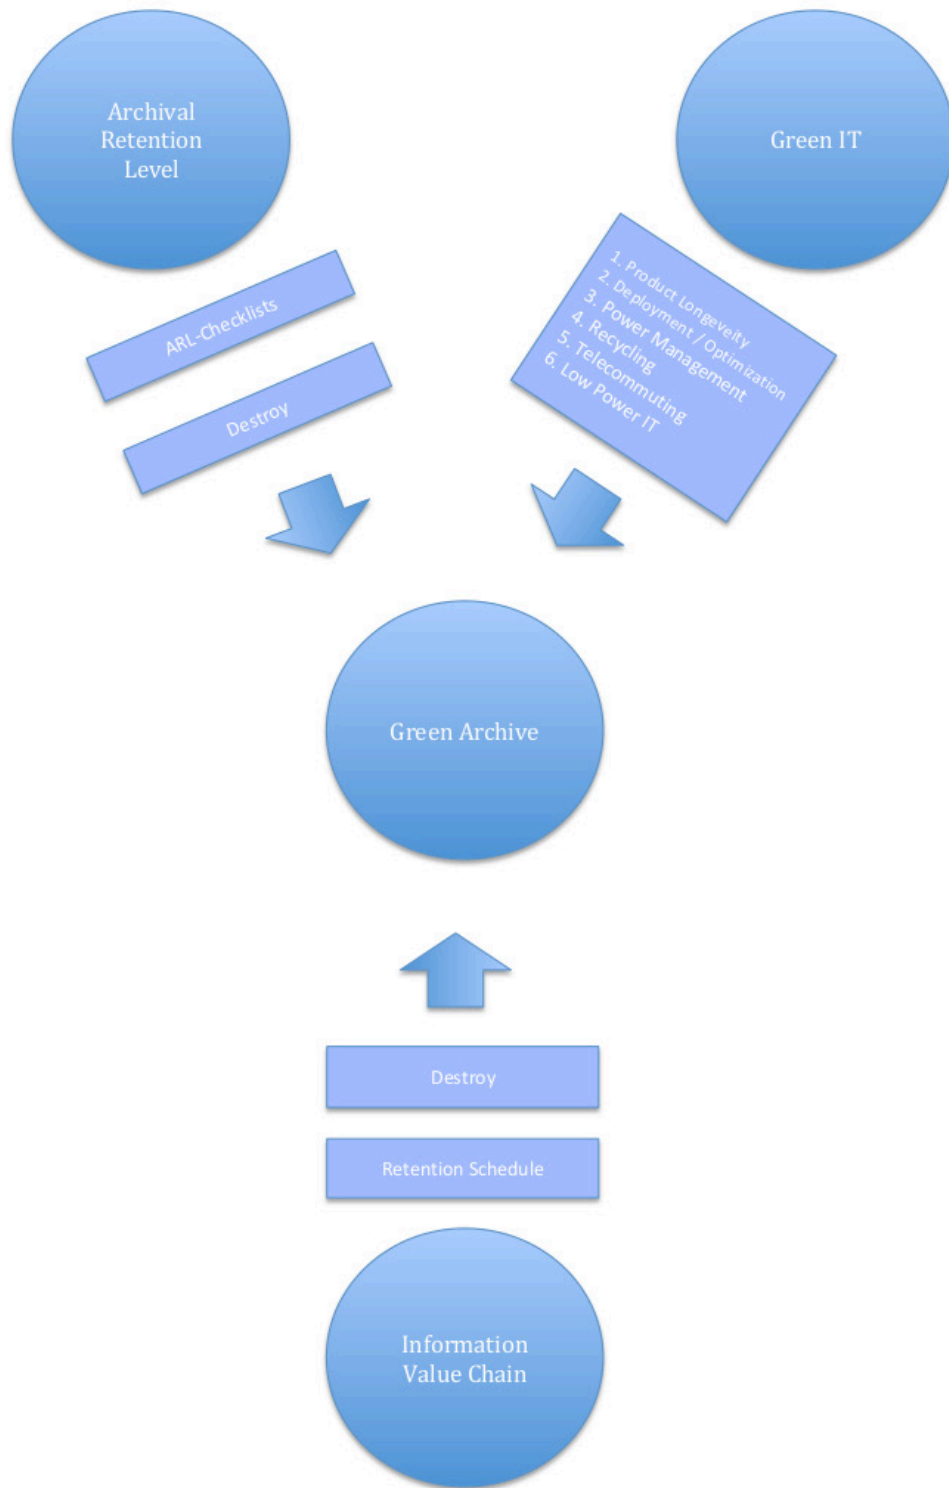 Archival
Retention
Level
Green IT
ARL-Checklists
Destroy
1. Product Longeveity
2. Deployment / Optimization
3. Power Management
4. Recycling
5. Telecommuting
6. Low Power IT
Green Archive
Destroy
Retention Schedule
Information
Value Chain